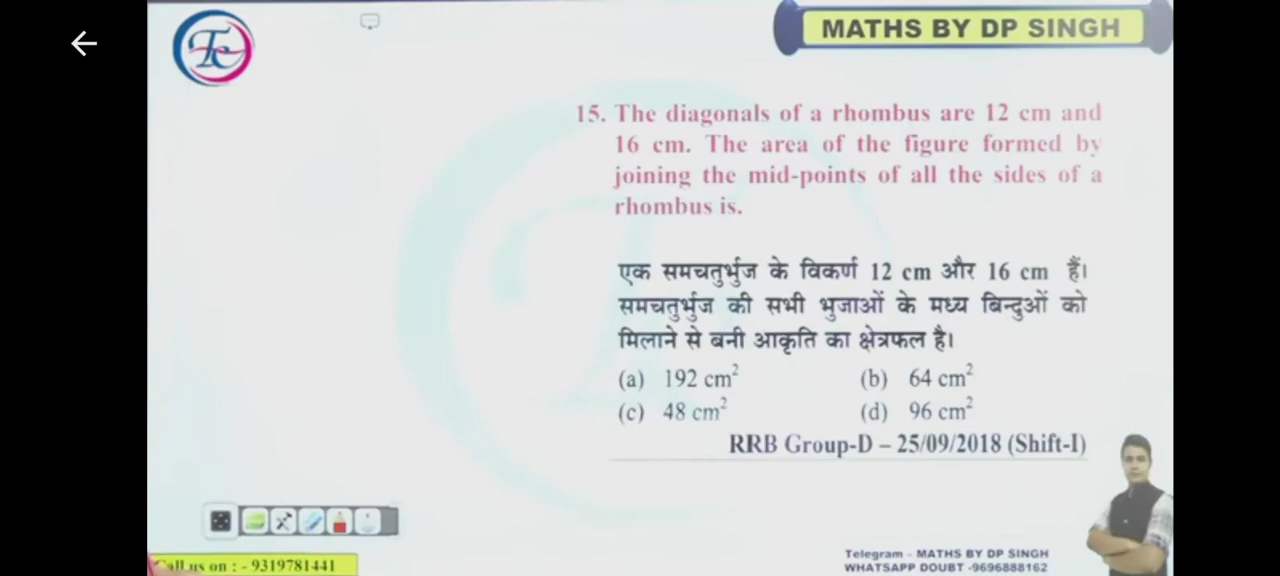 Tc
MATHS BY DP SINGH
15. The diagonals of a rhombus are 12 cm and
16 cm. The area of the figure formed by
joining the mid-points of all the sides of a
rhombus is.
एक समचतुर्भुज के विकर्ण 12 cm और 16 cm हैं।
समचतुर्भुज की सभी भुजाओं के मध्य बिन्दुओं को
मिलाने से बनी आकृति का क्षेत्रफल है।
(a) 192 cm² (b) 64 cm²
(c) 48 cm² (d) 96 cm²
RRB Group-D – 25/09/2018 (Shift-I)
Call us on : - 9319781441
Telegram - MATHS BY DP SINGH
WHATSAPP DOUBT -9696888162